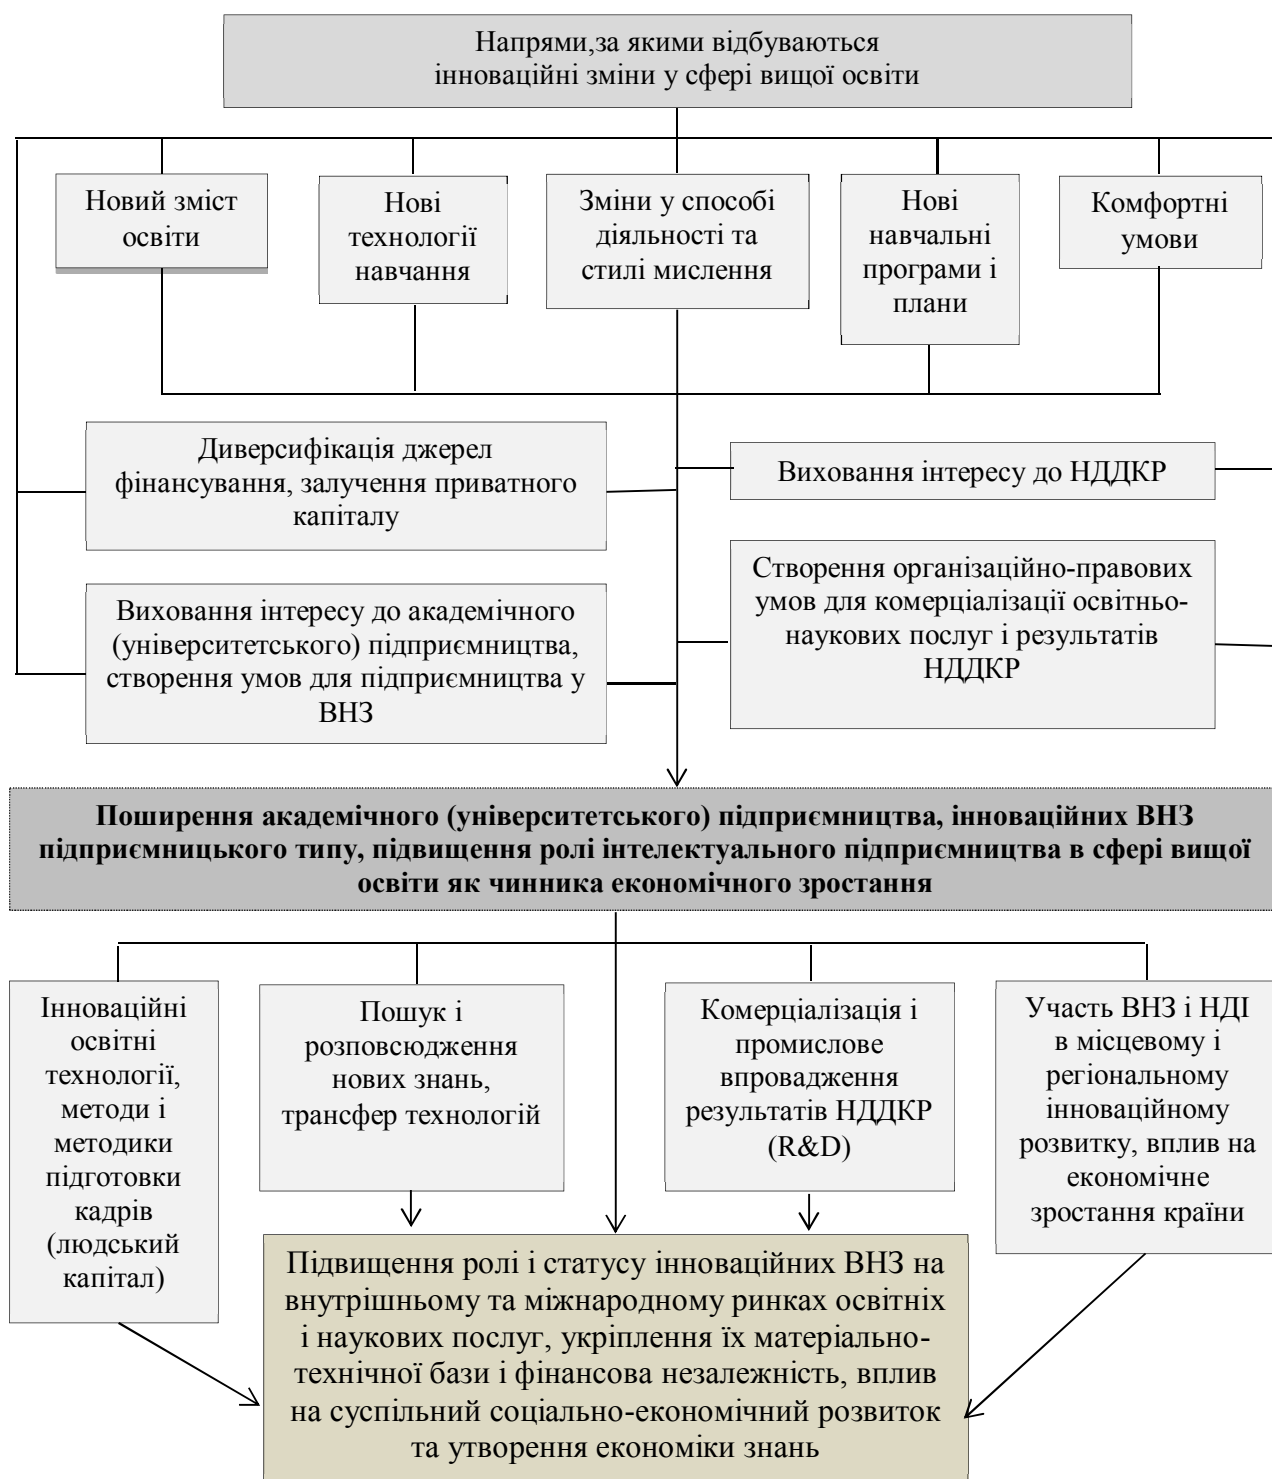 Напрями,за якими відбуваються
інноваційні зміни у сфері вищої освіти
Новий зміст
освіти
Нові
технології
навчання
Зміни у способі
діяльності та
стилі мислення
Нові
навчальні
програми і
плани
Комфортні
умови
Диверсифікація джерел
фінансування, залучення приватного
капіталу
Виховання інтересу до НДДКР
Виховання інтересу до академічного
(університетського) підприємництва,
створення умов для підприємництва у
ВНЗ
Створення організаційно-правових
умов для комерціалізації освітньо-
наукових послуг і результатів
НДДКР
Поширення академічного (університетського) підприємництва, інноваційних ВНЗ
підприємницького типу, підвищення ролі інтелектуального підприємництва в сфері вищої
освіти як чинника економічного зростання
Інноваційні
освітні
технології,
методи і
методики
підготовки
кадрів
(людський
капітал)
Пошук і
розповсюдження
нових знань,
трансфер технологій
Комерціалізація і
промислове
впровадження
результатів НДДКР
(R&D)
Участь ВНЗ і НДІ
в місцевому і
регіональному
інноваційному
розвитку, вплив на
економічне
зростання країни
Підвищення ролі і статусу інноваційних ВНЗ на
внутрішньому та міжнародному ринках освітніх
і наукових послуг, укріплення їх матеріально-
технічної бази і фінансова незалежність, вплив
на суспільний соціально-економічний розвиток
та утворення економіки знань